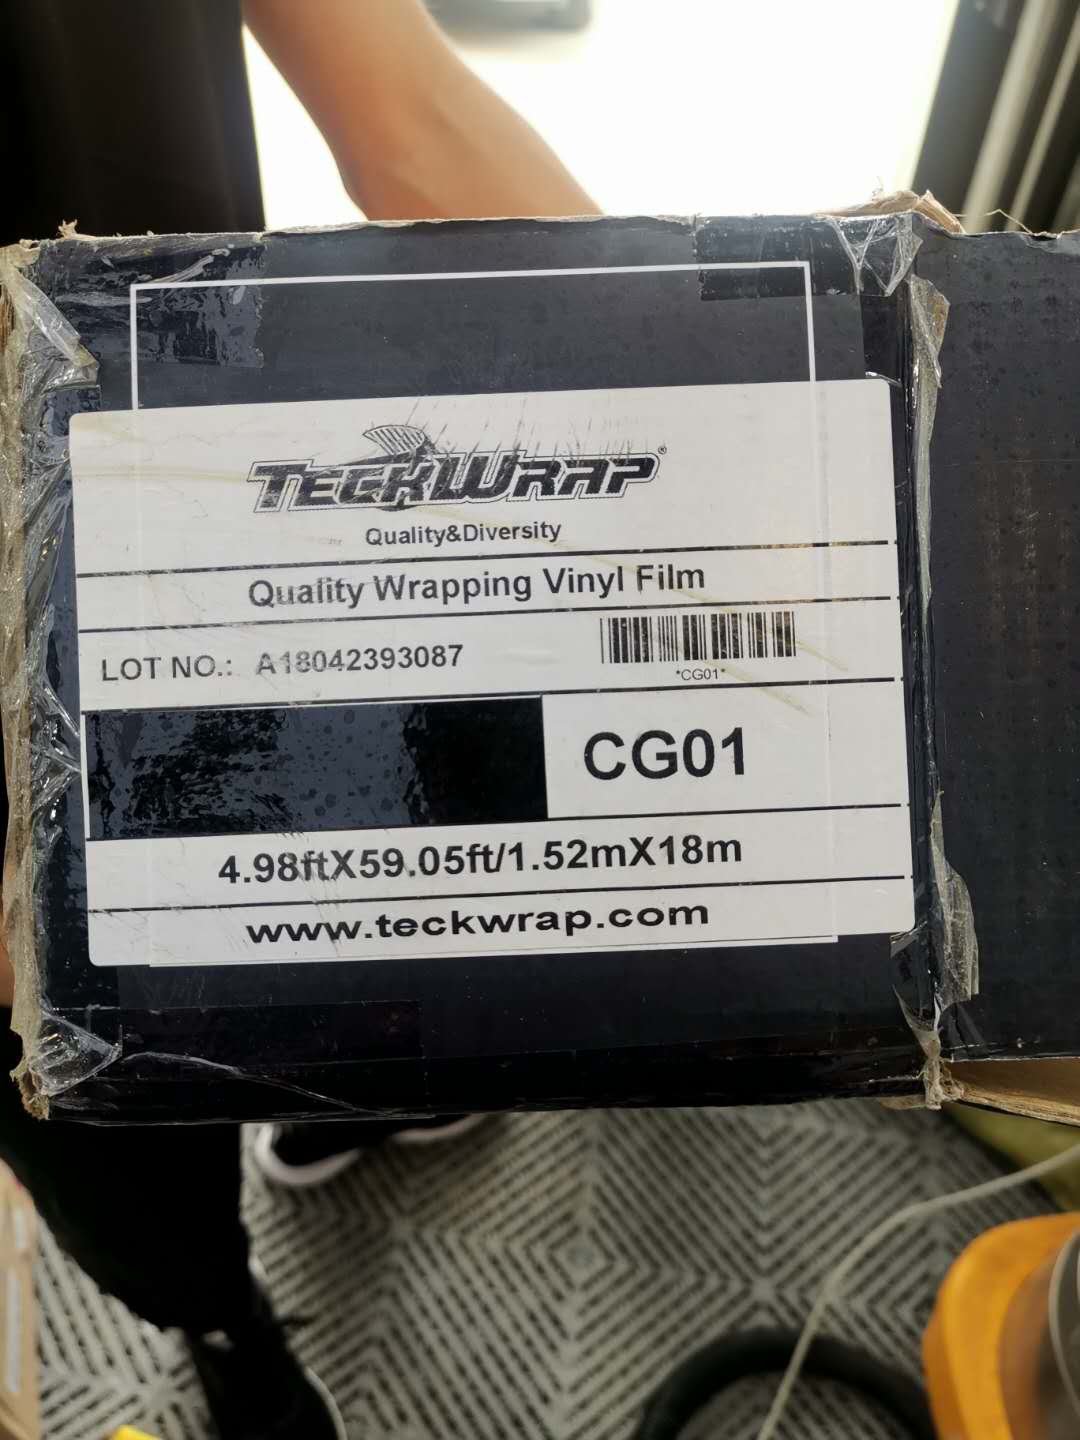 TECKWRAP®
Quality&Diversity
Quality Wrapping Vinyl Film
LOT NO.: A18042393087
*CG01*
CG01
4.98ftX59.05ft/1.52mX18m
www.teckwrap.com